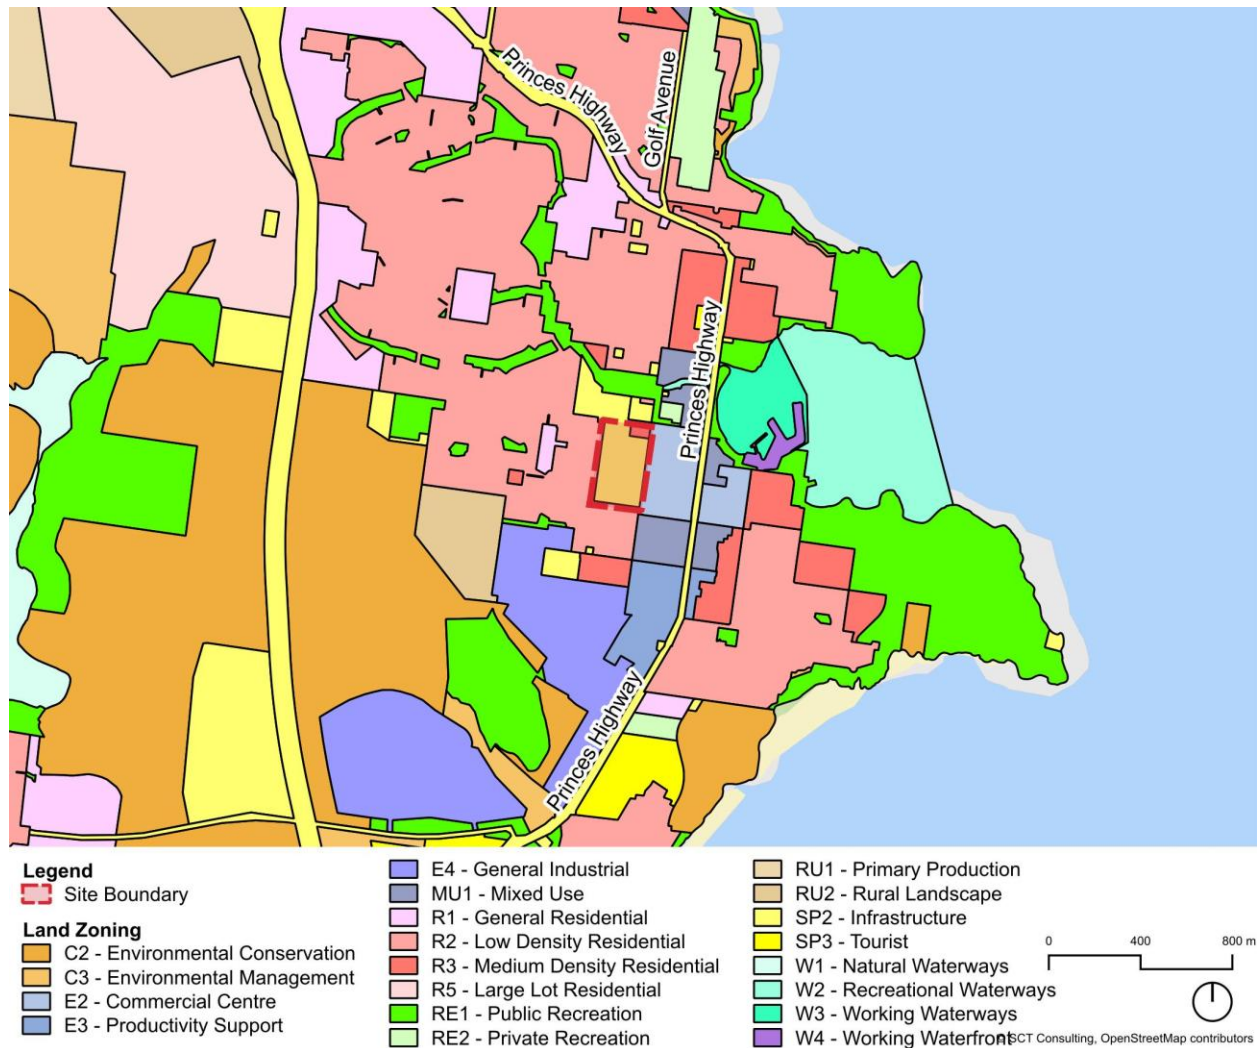 Princes Highway
Golf Avenue
Princes Highway
Princes Highway
Legend
Site Boundary
Land Zoning
C2 - Environmental Conservation
C3 - Environmental Management
E2 - Commercial Centre
E3 - Productivity Support
E4 - General Industrial
MU1 - Mixed Use
R1 - General Residential
R2 - Low Density Residential
R3 - Medium Density Residential
R5 - Large Lot Residential
RE1 - Public Recreation
RE2 - Private Recreation
RU1 - Primary Production
RU2 - Rural Landscape
SP2 - Infrastructure
SP3 - Tourist
W1 - Natural Waterways
W2 - Recreational Waterways
W3 - Working Waterways
W4 - Working Waterfront
0 400 800 m
© SCT Consulting, OpenStreetMap contributors